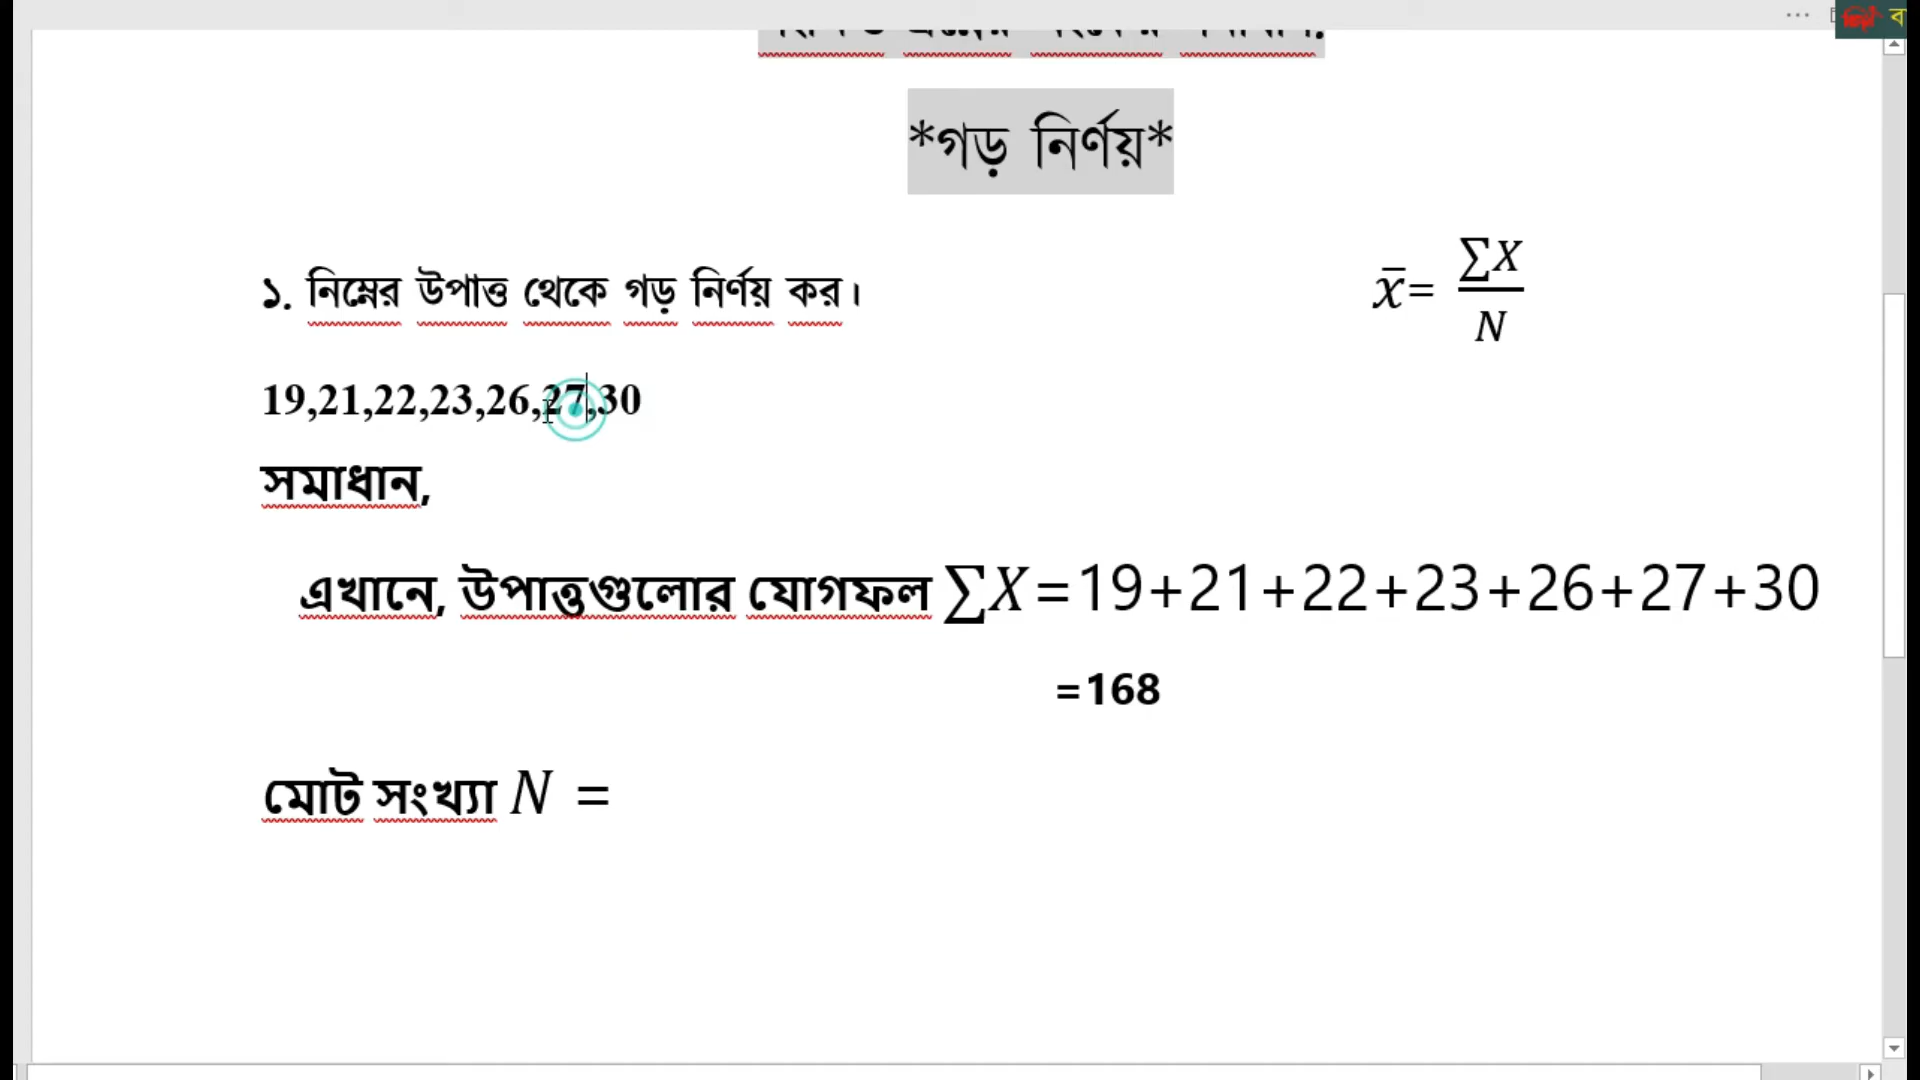 *গড় নির্ণয়*
১. নিম্নের উপাত্ত থেকে গড় নির্ণয় কর।
x̄= ∑X/N
19,21,22,23,26,27,30
সমাধান,
এখানে, উপাত্তগুলোর যোগফল ∑X=19+21+22+23+26+27+30
=168
মোট সংখ্যা N =